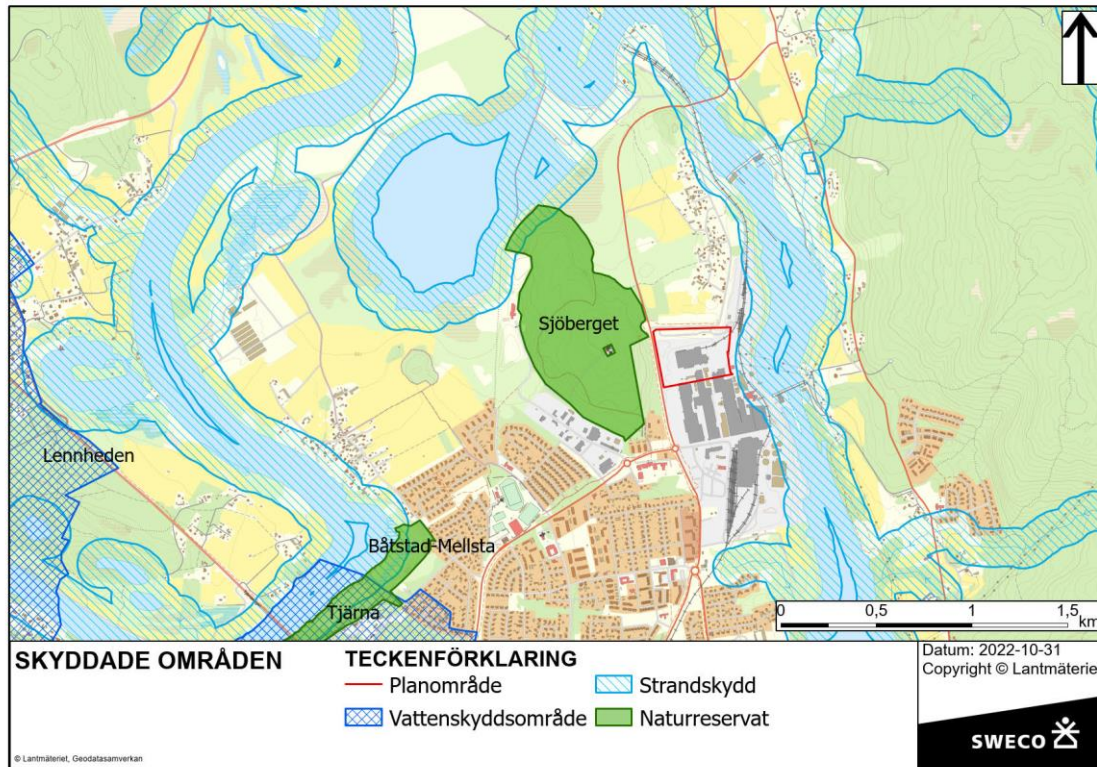 Sjöberget
Lennheden
Båtstad-Mellsta
Tjärna
0 0,5 1 1,5
km
SKYDDADE OMRÅDEN
TECKENFÖRKLARING
Planområde
Strandskydd
Vattenskyddsområde
Naturreservat
Datum: 2022-10-31
Copyright © Lantmäterie
SWECO
© Lantmäteriet, Geodatasamverkan